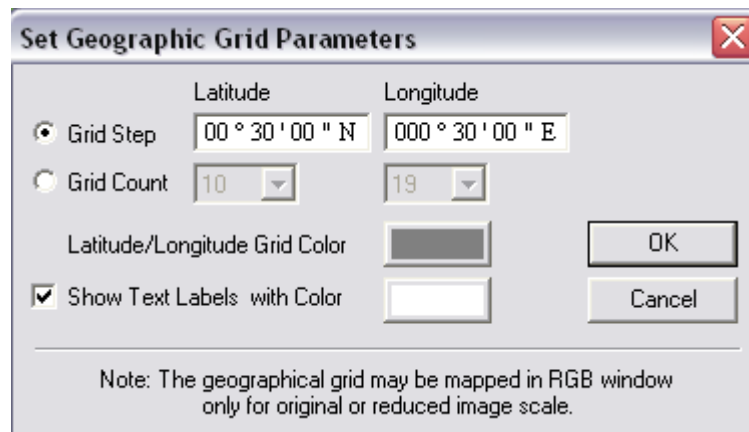 Set Geographic Grid Parameters
Latitude Longitude
Grid Step 00 ° 30 ' 00 " N 000 ° 30 ' 00 " E
Grid Count 10 19
Latitude/Longitude Grid Color OK
Show Text Labels with Color Cancel
Note: The geographical grid may be mapped in RGB window
only for original or reduced image scale.